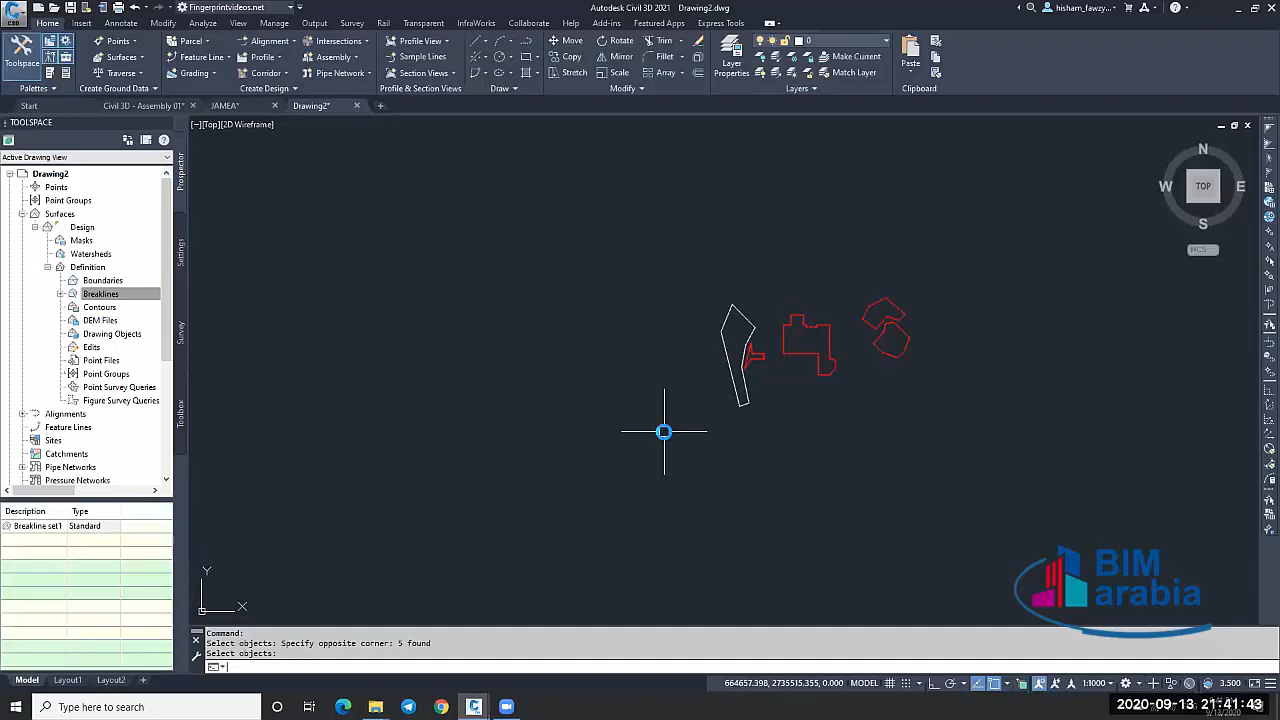 Fingerprintvideos.net
Autodesk Civil 3D 2021 Drawing2.dwg
hisham_fawzy...
Home Insert Annotate Modify Analyze View Manage Output Survey Rail Transparent InfraWorks Collaborate Help Add-ins Featured Apps Express Tools
Toolspace
Points
Surfaces
Traverse
Parcel
Feature Line
Grading
Alignment
Profile
Corridor
Intersections
Assembly
Pipe Network
Profile View
Sample Lines
Section Views
Move
Copy
Stretch
Rotate
Mirror
Scale
Trim
Fillet
Array
Layer
Properties
0
Make Current
Match Layer
Paste
Palettes
Create Ground Data
Create Design
Profile & Section Views
Draw
Modify
Layers
Clipboard
Start Civil 3D - Assembly 01* JAMEA* Drawing2*
TOOLSPACE
Active Drawing View
Drawing2
Points
Point Groups
Surfaces
Design
Masks
Watersheds
Definition
Boundaries
Breaklines
Contours
DEM Files
Drawing Objects
Edits
Point Files
Point Groups
Point Survey Queries
Figure Survey Queries
Alignments
Feature Lines
Sites
Catchments
Pipe Networks
Pressure Networks
Description Type
Breakline set1 Standard
Prospector
Settings
Survey
Toolbox
[−][Top][2D Wireframe]
N
W TOP E
S
WCS
Y
X
BIM
arabia
Command:
Select objects: Specify opposite corner: 5 found
Select objects:
Model Layout1 Layout2
664657.398, 2735515.355, 0.000 MODEL
1:1000
3.500
Type here to search
2020-09-13 21:41:43
9/13/2020